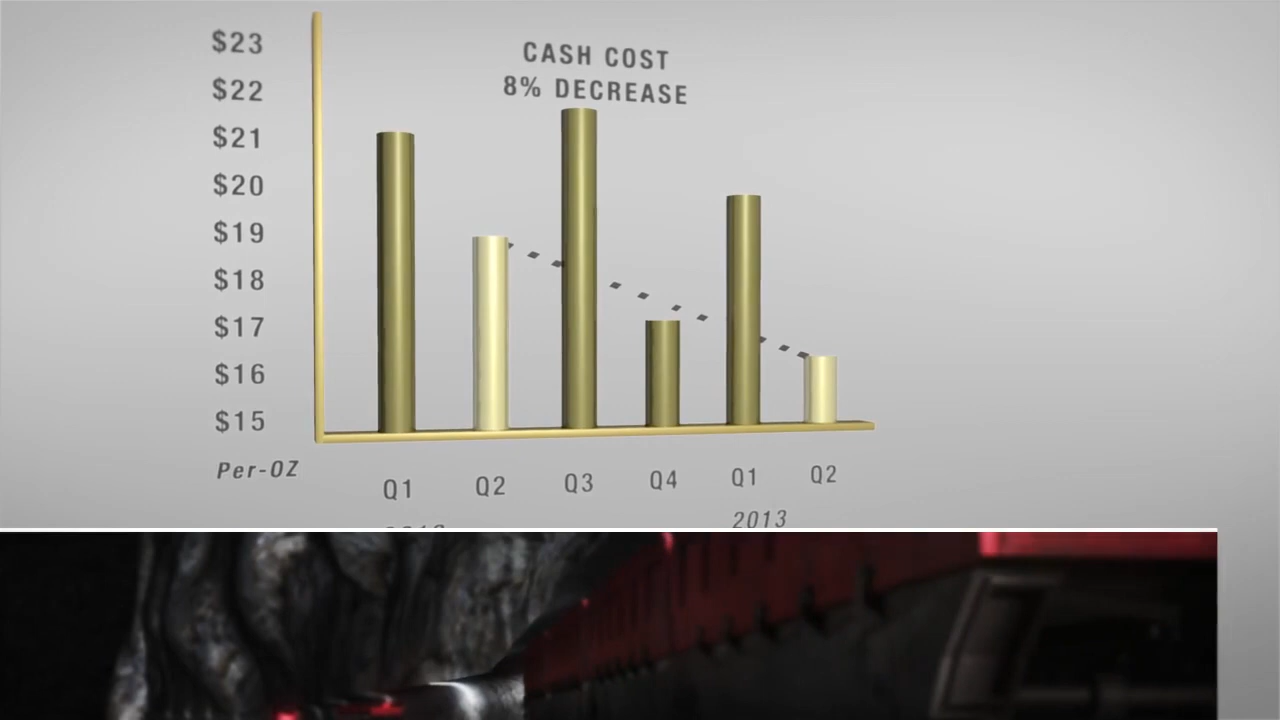 $23
CASH COST
8% DECREASE
$22
$21
$20
$19
$18
$17
$16
$15
Per-OZ
Q1 Q2 Q3 Q4 Q1 Q2
2013